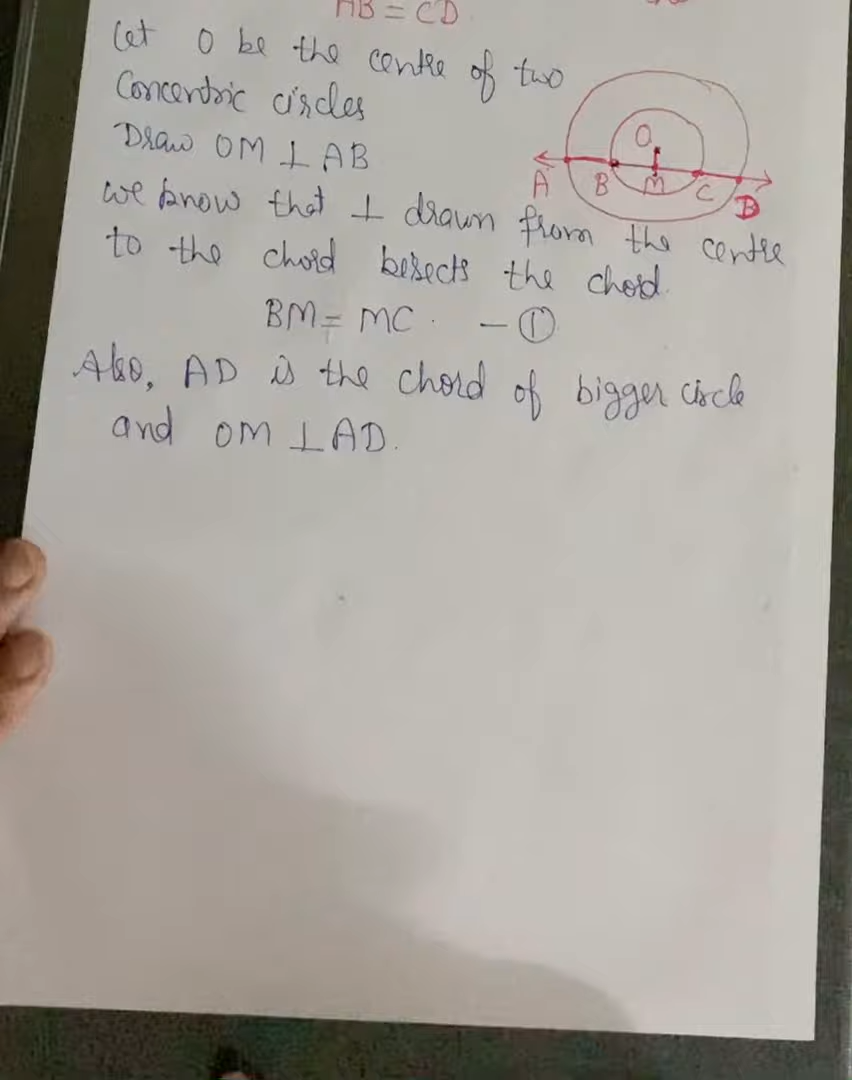 AB = CD
Let O be the centre of two
Concentric circles
Draw OM ⊥ AB
we know that ⊥ drawn from the centre
to the chord besects the chord.
BM = MC. — ①
Also, AD is the chord of bigger circle
and OM ⊥ AD.
O
A B M C D